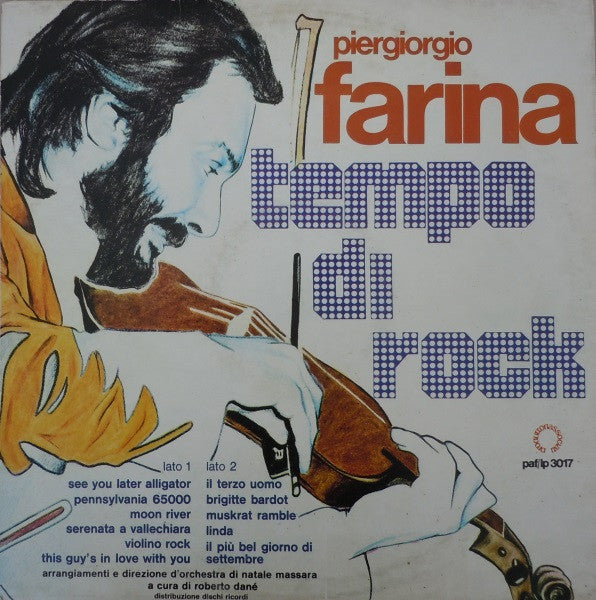 piergiorgio
farina
tempo
di
rock
produttoriassociati
paf/lp 3017
lato 1
see you later alligator
pennsylvania 65000
moon river
serenata a vallechiara
violino rock
this guy's in love with you
lato 2
il terzo uomo
brigitte bardot
muskrat ramble
linda
il più bel giorno di
settembre
arrangiamenti e direzione d'orchestra di natale massara
a cura di roberto dané
distribuzione dischi ricordi